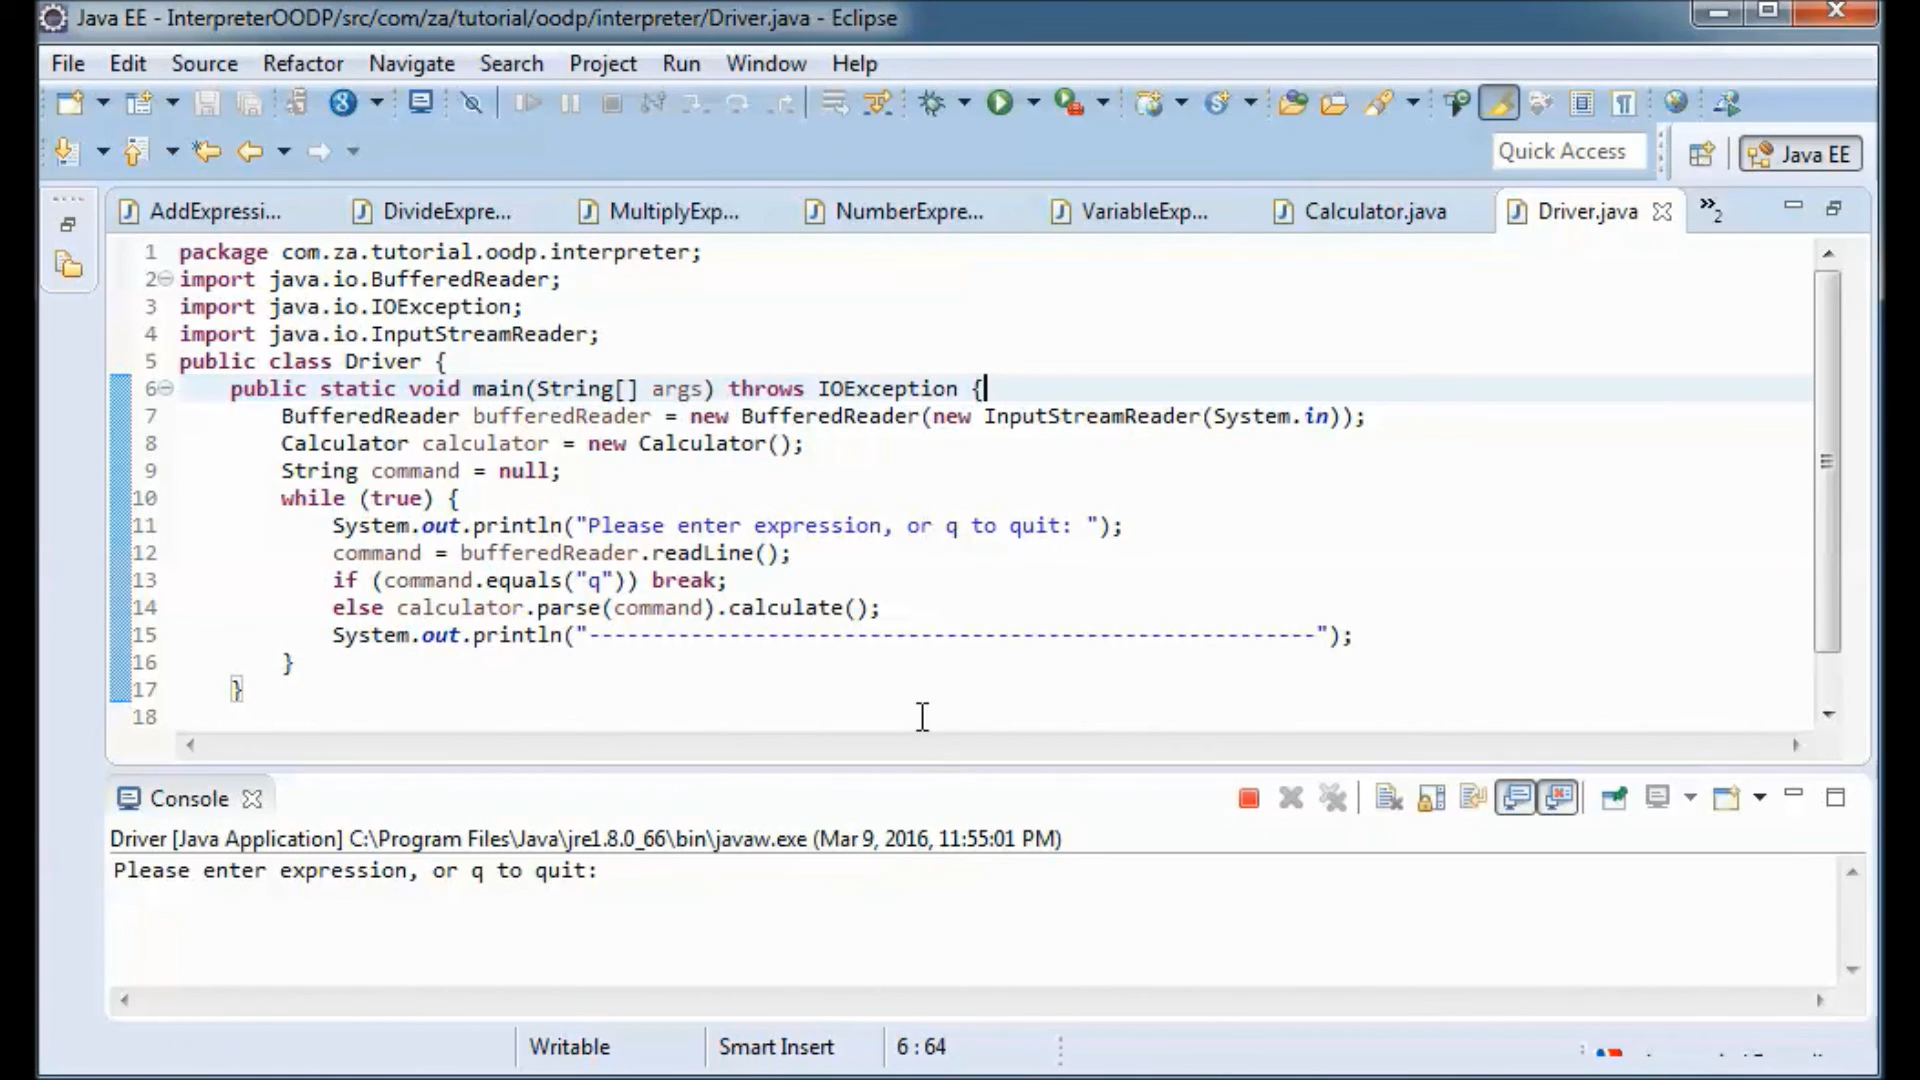 Java EE - InterpreterOODP/src/com/za/tutorial/oodp/interpreter/Driver.java - Eclipse
File Edit Source Refactor Navigate Search Project Run Window Help
Quick Access
Java EE
AddExpressi... DivideExpre... MultiplyExp... NumberExpre... VariableExp... Calculator.java Driver.java »2
1 package com.za.tutorial.oodp.interpreter;
2 import java.io.BufferedReader;
3 import java.io.IOException;
4 import java.io.InputStreamReader;
5 public class Driver {
6 public static void main(String[] args) throws IOException {
7 BufferedReader bufferedReader = new BufferedReader(new InputStreamReader(System.in));
8 Calculator calculator = new Calculator();
9 String command = null;
10 while (true) {
11 System.out.println("Please enter expression, or q to quit: ");
12 command = bufferedReader.readLine();
13 if (command.equals("q")) break;
14 else calculator.parse(command).calculate();
15 System.out.println("---------------------------------------------------------");
16 }
17 }
18
Console
Driver [Java Application] C:\Program Files\Java\jre1.8.0_66\bin\javaw.exe (Mar 9, 2016, 11:55:01 PM)
Please enter expression, or q to quit:
Writable Smart Insert 6 : 64